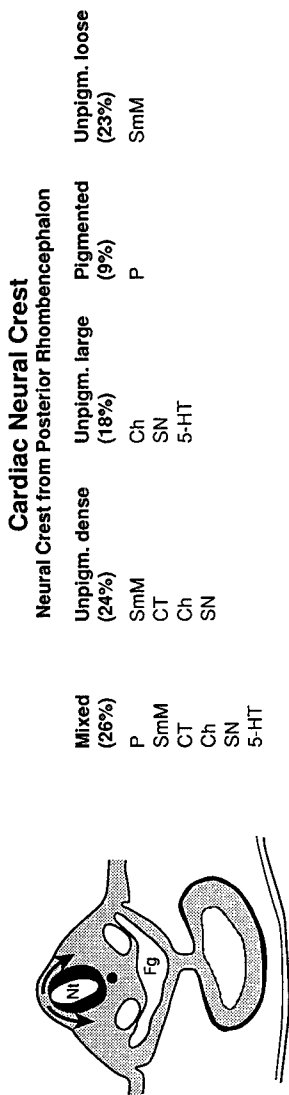 Cardiac Neural Crest
Neural Crest from Posterior Rhombencephalon
Mixed
(26%)
P
SmM
CT
Ch
SN
5-HT
Unpigm. dense
(24%)
SmM
CT
Ch
SN
Unpigm. large
(18%)
Ch
SN
5-HT
Pigmented
(9%)
P
Unpigm. loose
(23%)
SmM
Nt
Fg